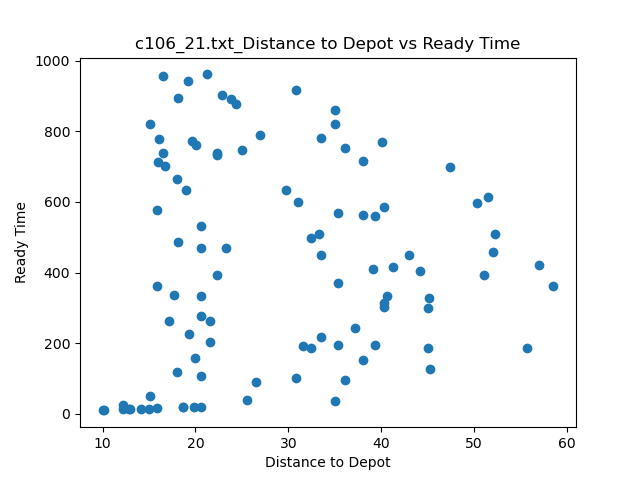 c106_21.txt_Distance to Depot vs Ready Time
1000
800
600
400
200
0
Ready Time
10 20 30 40 50 60
Distance to Depot